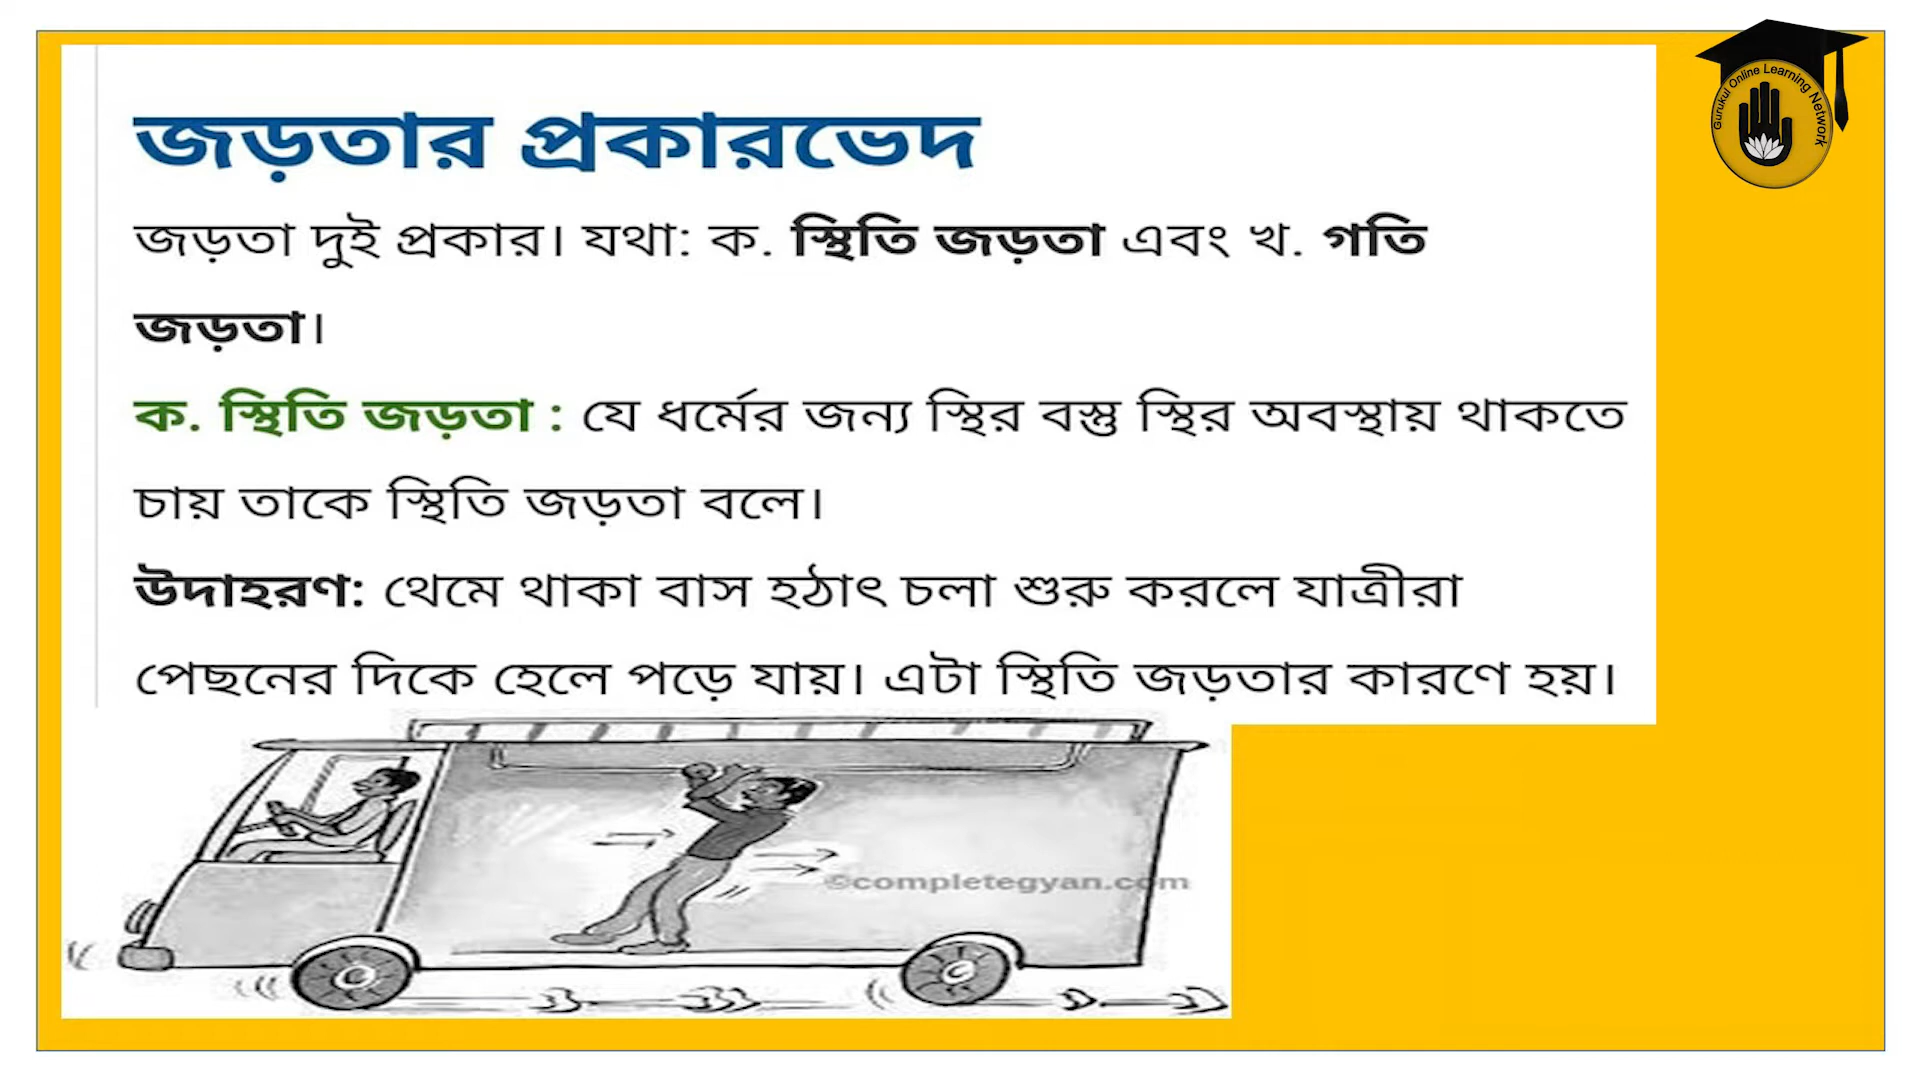 Gurukul Online Learning Network
জড়তার প্রকারভেদ
জড়তা দুই প্রকার। যথা: ক. স্থিতি জড়তা এবং খ. গতি
জড়তা।
ক. স্থিতি জড়তা : যে ধর্মের জন্য স্থির বস্তু স্থির অবস্থায় থাকতে
চায় তাকে স্থিতি জড়তা বলে।
উদাহরণ: থেমে থাকা বাস হঠাৎ চলা শুরু করলে যাত্রীরা
পেছনের দিকে হেলে পড়ে যায়। এটা স্থিতি জড়তার কারণে হয়।
©completegyan.com